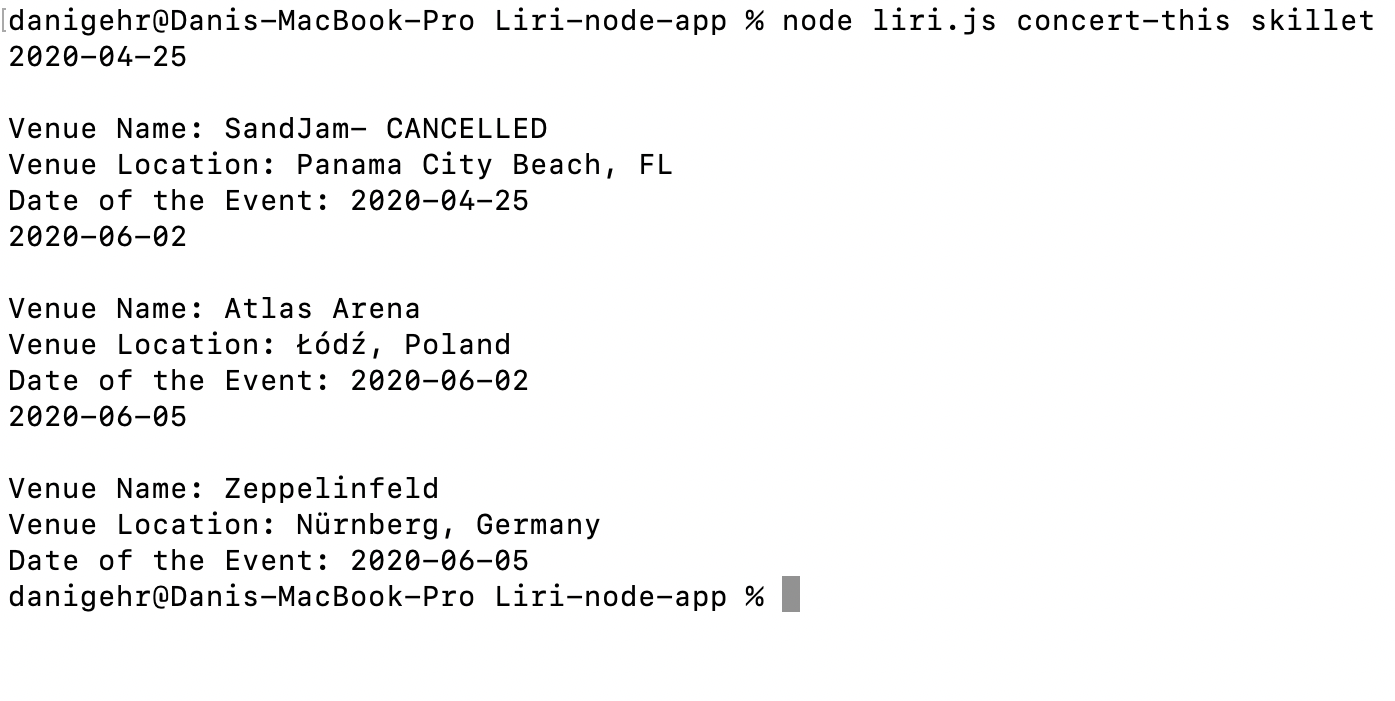 danigehr@Danis-MacBook-Pro Liri-node-app % node liri.js concert-this skillet
2020-04-25
Venue Name: SandJam- CANCELLED
Venue Location: Panama City Beach, FL
Date of the Event: 2020-04-25
2020-06-02
Venue Name: Atlas Arena
Venue Location: Łódź, Poland
Date of the Event: 2020-06-02
2020-06-05
Venue Name: Zeppelinfeld
Venue Location: Nürnberg, Germany
Date of the Event: 2020-06-05
danigehr@Danis-MacBook-Pro Liri-node-app %